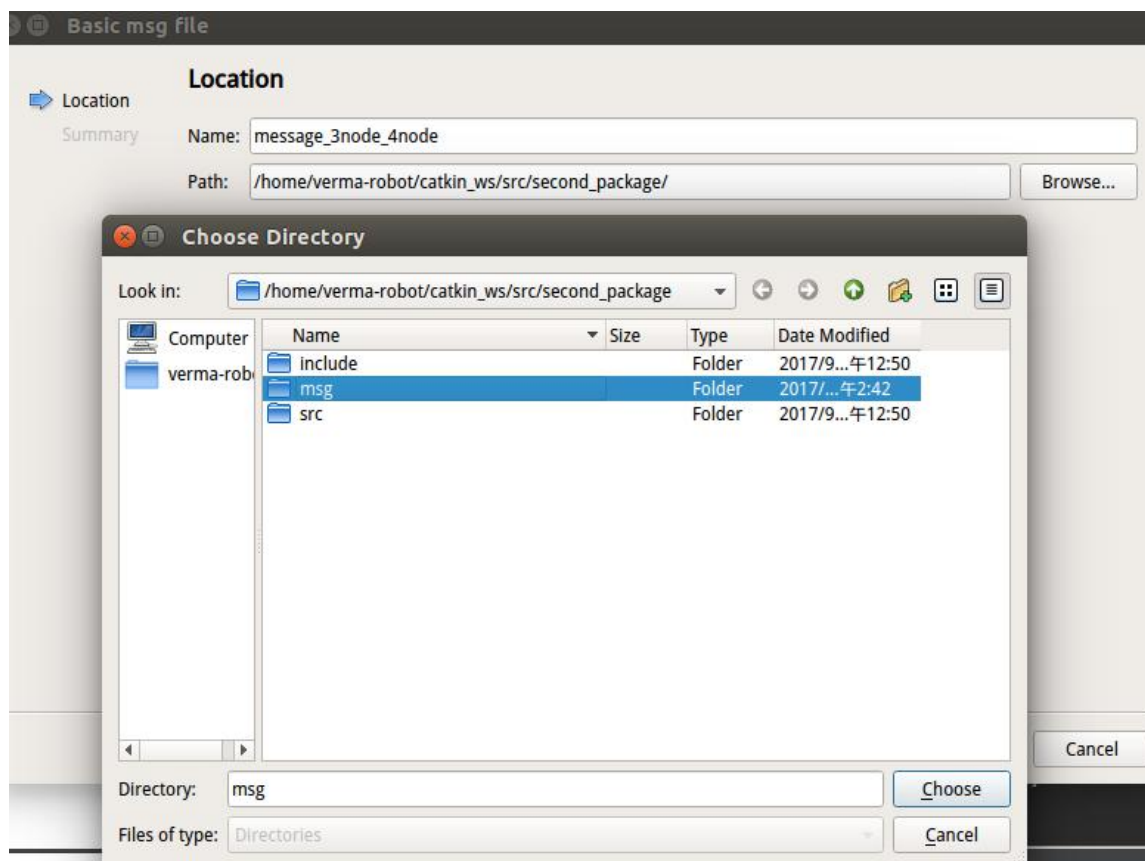 Basic msg file
Location
Location
Summary
Name: message_3node_4node
Path: /home/verma-robot/catkin_ws/src/second_package/ Browse...
Choose Directory
Look in: /home/verma-robot/catkin_ws/src/second_package
Computer
verma-rob
Name Size Type Date Modified
include Folder 2017/9...午12:50
msg Folder 2017/...午2:42
src Folder 2017/9...午12:50
Cancel
Directory: msg Choose
Files of type: Directories Cancel